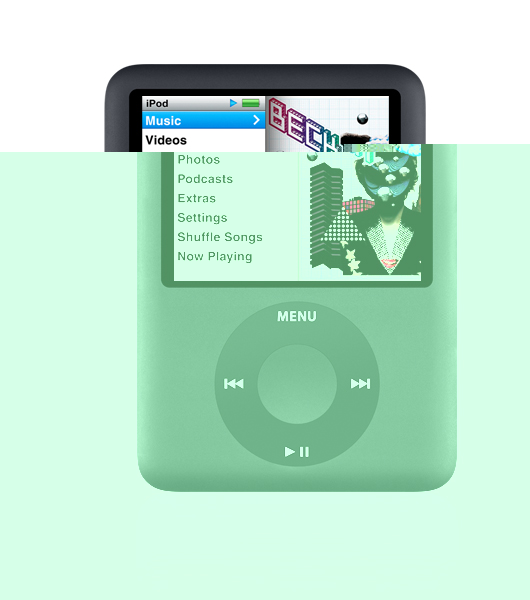 iPod
Music
Videos
Photos
Podcasts
Extras
Settings
Shuffle Songs
Now Playing
BECK
MENU